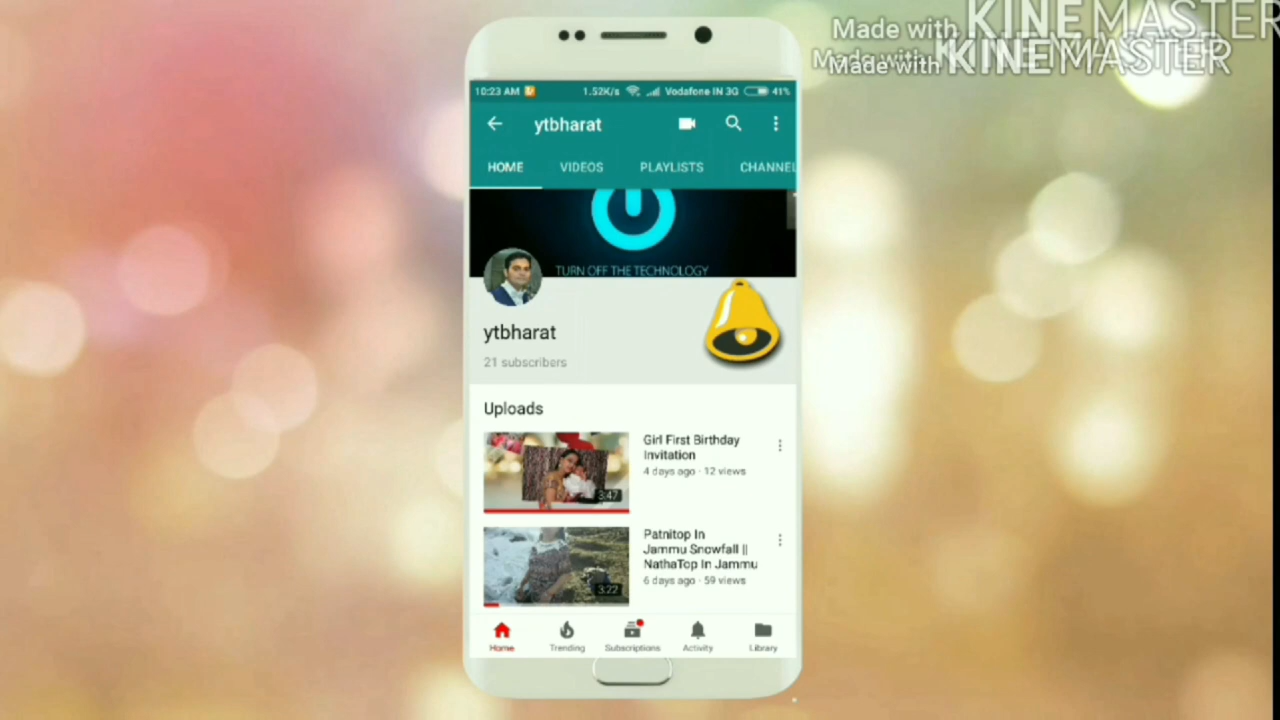 Made with KINEMASTER
Made with KINEMASTER
Made with
10:23 AM 1.52K/s Vodafone IN 3G 41%
ytbharat
HOME VIDEOS PLAYLISTS CHANNEL
TURN OFF THE TECHNOLOGY
ytbharat
21 subscribers
Uploads
Girl First Birthday
Invitation
4 days ago · 12 views
3:47
Patnitop In
Jammu Snowfall ||
NathaTop In Jammu
6 days ago · 59 views
3:22
Home Trending Subscriptions Activity Library